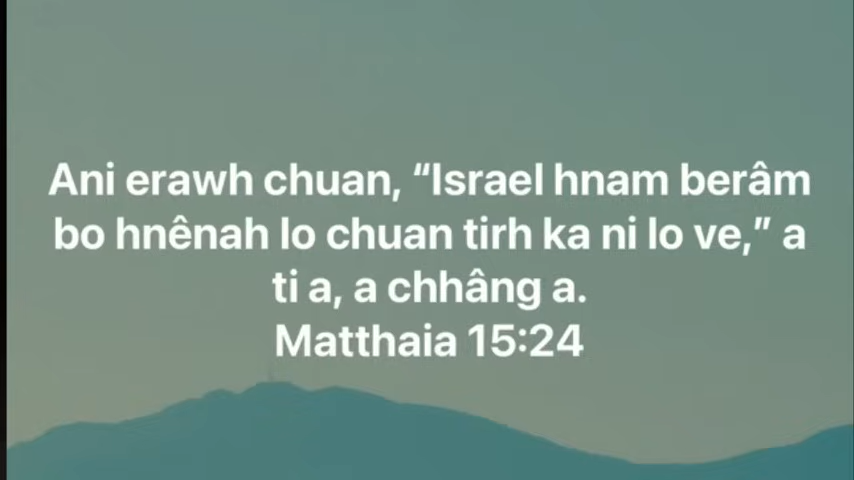 Ani erawh chuan, “Israel hnam berâm
bo hnênah lo chuan tirh ka ni lo ve,” a
ti a, a chhâng a.
Matthaia 15:24